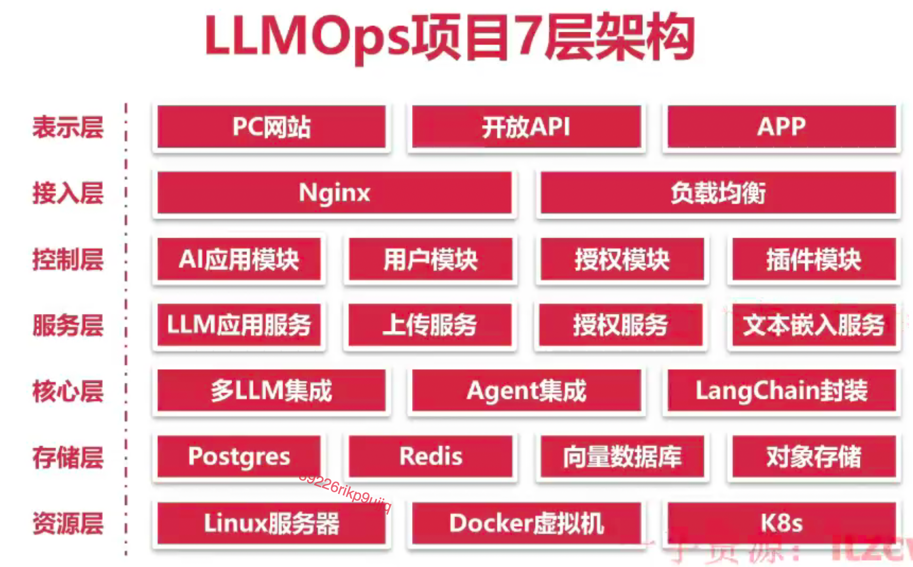 LLMOps项目7层架构
表示层 PC网站 开放API APP
接入层 Nginx 负载均衡
控制层 AI应用模块 用户模块 授权模块 插件模块
服务层 LLM应用服务 上传服务 授权服务 文本嵌入服务
核心层 多LLM集成 Agent集成 LangChain封装
存储层 Postgres Redis 向量数据库 对象存储
资源层 Linux服务器 Docker虚拟机 K8s
资源：